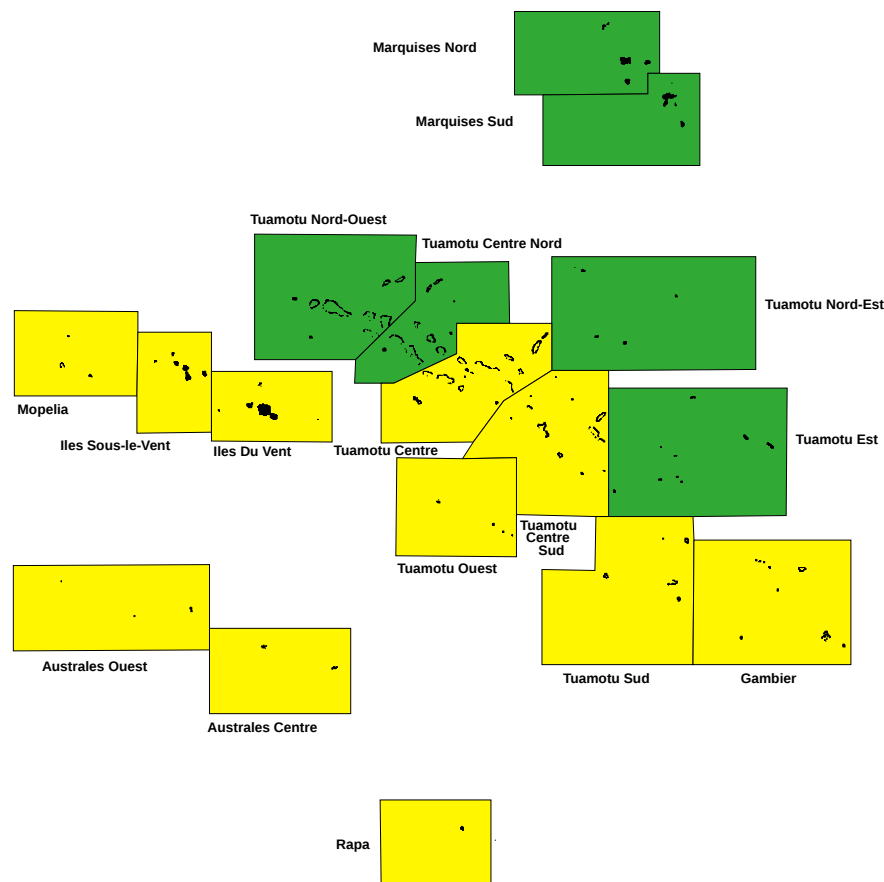 Marquises Nord
Marquises Sud
Tuamotu Nord-Ouest
Tuamotu Centre Nord
Tuamotu Nord-Est
Mopelia
Iles Sous-le-Vent
Iles Du Vent
Tuamotu Centre
Tuamotu Est
Tuamotu
Centre
Sud
Tuamotu Ouest
Australes Ouest
Tuamotu Sud
Gambier
Australes Centre
Rapa